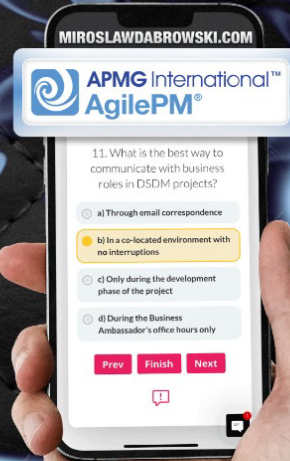 MIROSLAWDABROWSKI.COM
APMG International™
AgilePM®
11. What is the best way to
communicate with business
roles in DSDM projects?
a) Through email correspondence
b) In a co-located environment with
no interruptions
c) Only during the development
phase of the project
d) During the Business
Ambassador's office hours only
Prev Finish Next